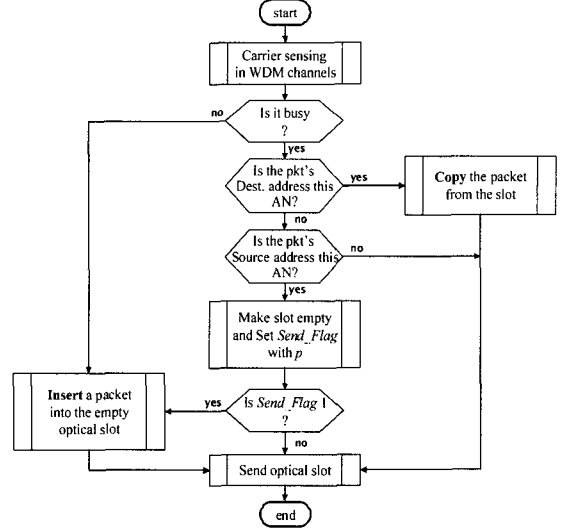 start
Carrier sensing
in WDM channels
no
Is it busy
?
yes
Is the pkt's
Dest. address this
AN?
yes
Copy the packet
from the slot
no
Is the pkt's
Source address this
AN?
no
yes
Make slot empty
and Set Send_Flag
with p
Insert a packet
into the empty
optical slot
yes
Is Send_Flag 1
?
no
Send optical slot
end